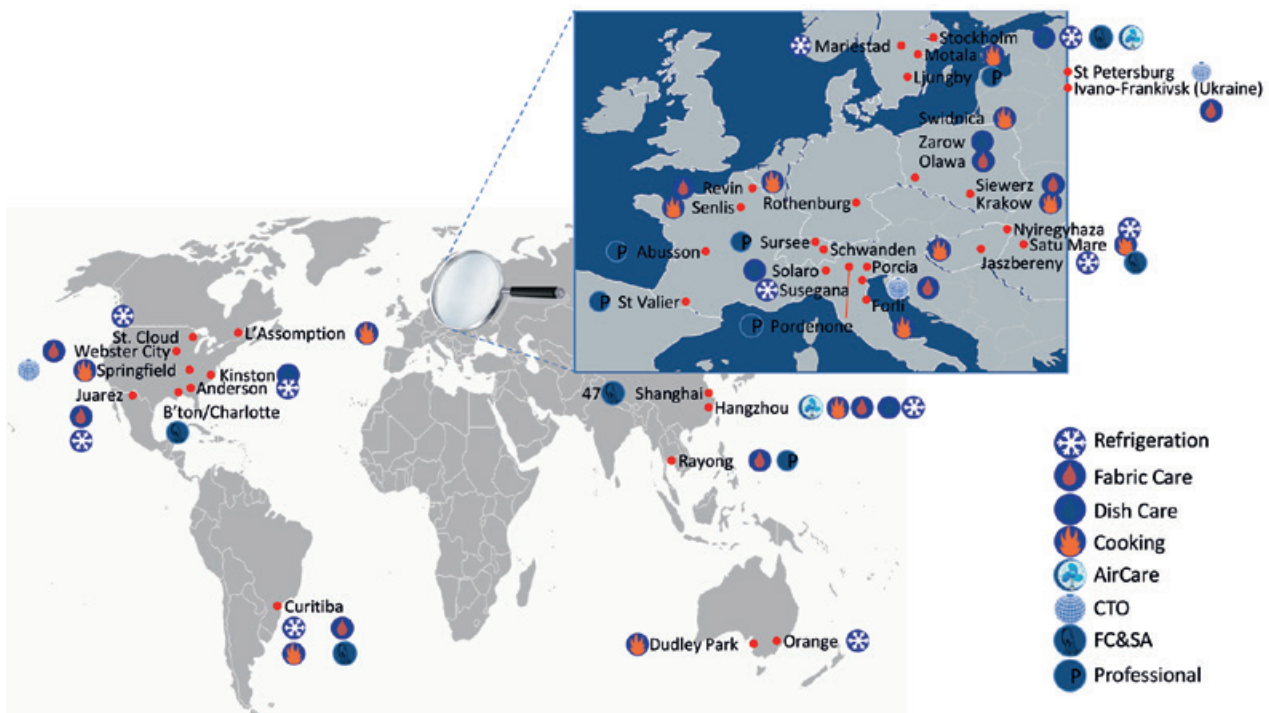 Mariestad
Stockholm
Motala
Ljungby
P
St Petersburg
Ivano-Frankivsk (Ukraine)
Swidnica
Zarow
Olawa
Revin
Senlis
Rothenburg
Siewerz
Krakow
Nyiregyhaza
Satu Mare
Jaszbereny
P
Abusson
P
Sursee
Schwanden
Solaro
Porcia
Susegana
P
St Valier
Forli
P
Pordenone
St. Cloud
L'Assomption
Webster City
Springfield
Kinston
Juarez
Anderson
B'ton/Charlotte
47
Shanghai
Hangzhou
Rayong
P
Curitiba
Dudley Park
Orange
Refrigeration
Fabric Care
Dish Care
Cooking
AirCare
CTO
FC&SA
P
Professional